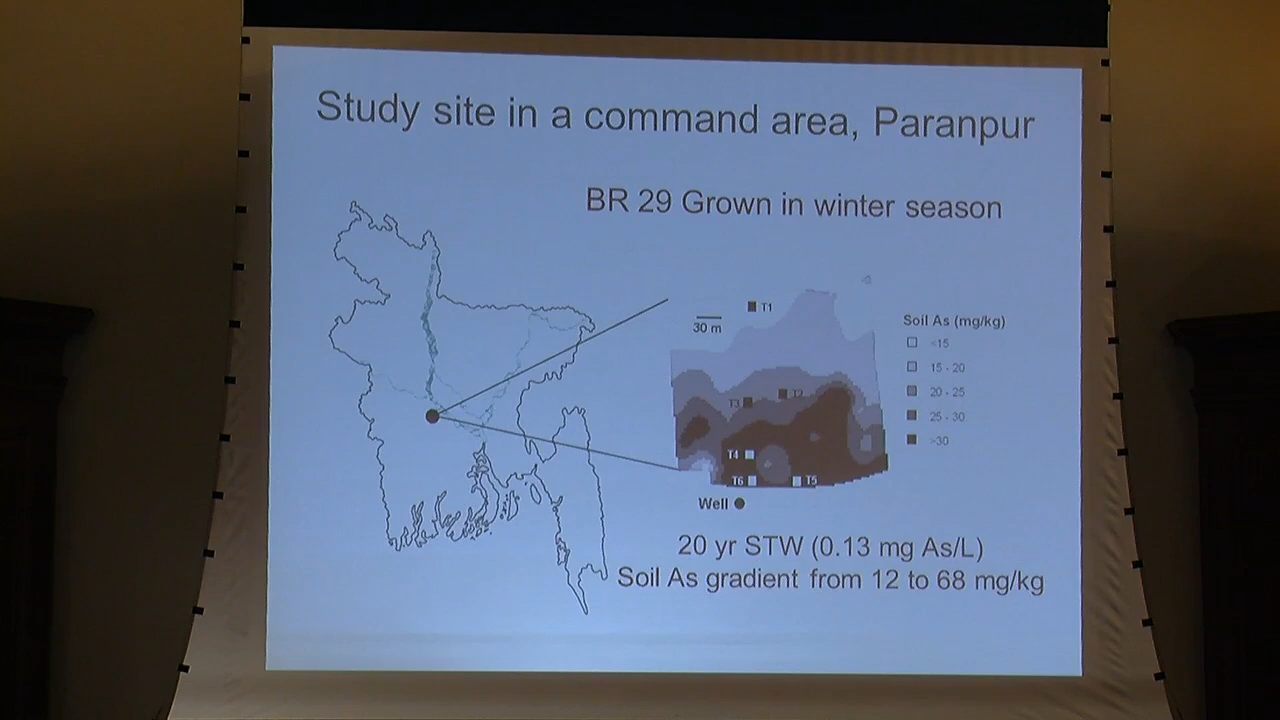 Study site in a command area, Paranpur
BR 29 Grown in winter season
T1
30 m
Soil As (mg/kg)
<15
15 - 20
20 - 25
25 - 30
>30
T2
T3
T4
T6
T5
Well
20 yr STW (0.13 mg As/L)
Soil As gradient from 12 to 68 mg/kg